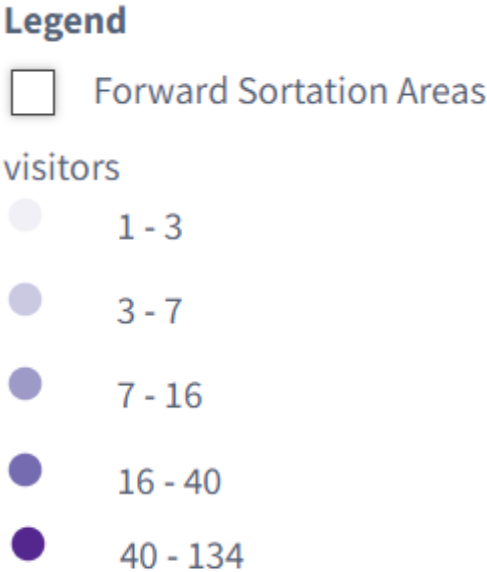 Legend
Forward Sortation Areas
visitors
1 - 3
3 - 7
7 - 16
16 - 40
40 - 134